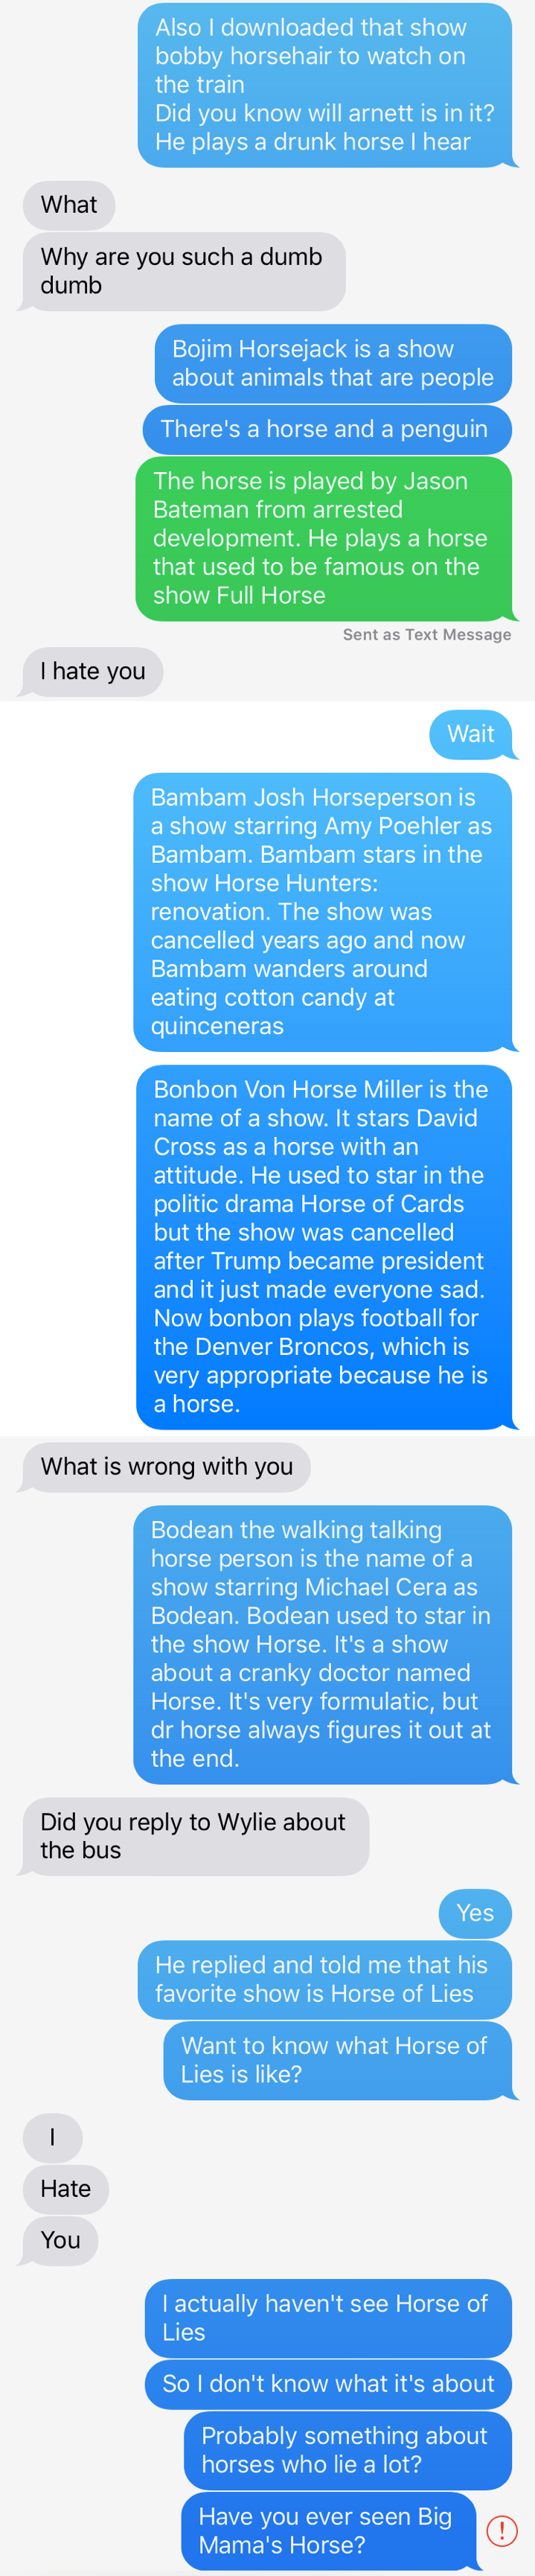 Also I downloaded that show
bobby horsehair to watch on
the train
Did you know will arnett is in it?
He plays a drunk horse I hear
What
Why are you such a dumb
dumb
Bojim Horsejack is a show
about animals that are people
There's a horse and a penguin
The horse is played by Jason
Bateman from arrested
development. He plays a horse
that used to be famous on the
show Full Horse
Sent as Text Message
I hate you
Wait
Bambam Josh Horseperson is
a show starring Amy Poehler as
Bambam. Bambam stars in the
show Horse Hunters:
renovation. The show was
cancelled years ago and now
Bambam wanders around
eating cotton candy at
quinceneras
Bonbon Von Horse Miller is the
name of a show. It stars David
Cross as a horse with an
attitude. He used to star in the
politic drama Horse of Cards
but the show was cancelled
after Trump became president
and it just made everyone sad.
Now bonbon plays football for
the Denver Broncos, which is
very appropriate because he is
a horse.
What is wrong with you
Bodean the walking talking
horse person is the name of a
show starring Michael Cera as
Bodean. Bodean used to star in
the show Horse. It's a show
about a cranky doctor named
Horse. It's very formulatic, but
dr horse always figures it out at
the end.
Did you reply to Wylie about
the bus
Yes
He replied and told me that his
favorite show is Horse of Lies
Want to know what Horse of
Lies is like?
I
Hate
You
I actually haven't see Horse of
Lies
So I don't know what it's about
Probably something about
horses who lie a lot?
Have you ever seen Big
Mama's Horse?